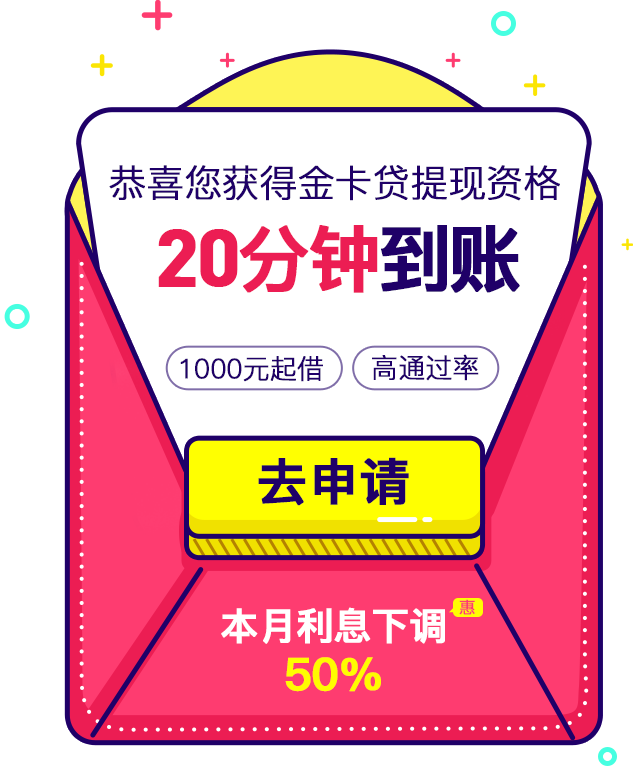 恭喜您获得金卡贷提现资格
20分钟到账
1000元起借 高通过率
去申请
本月利息下调 惠
50%